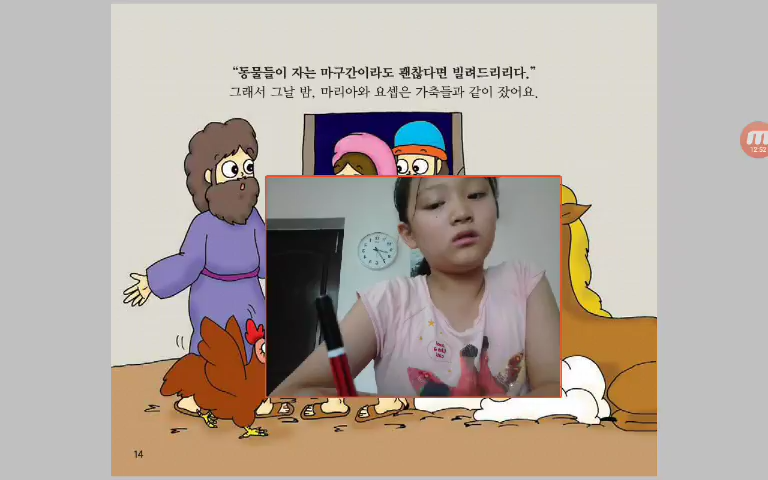 “동물들이 자는 마구간이라도 괜찮다면 빌려드리리다.”
그래서 그날 밤, 마리아와 요셉은 가축들과 같이 잤어요.
12:52
14